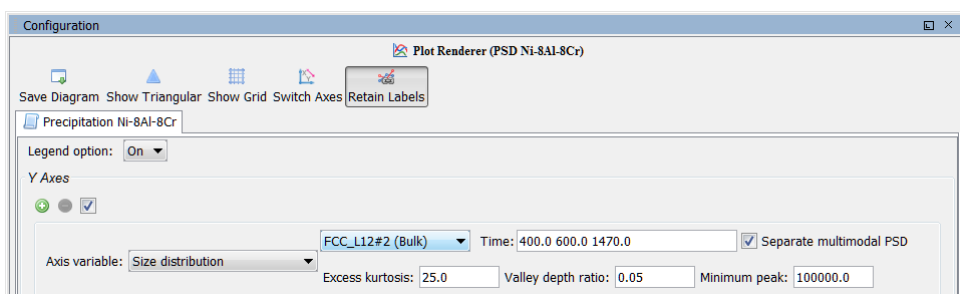 Configuration
Plot Renderer (PSD Ni-8Al-8Cr)
Save Diagram Show Triangular Show Grid Switch Axes Retain Labels
Precipitation Ni-8Al-8Cr
Legend option: On
Y Axes
FCC_L12#2 (Bulk) Time: 400.0 600.0 1470.0 Separate multimodal PSD
Axis variable: Size distribution
Excess kurtosis: 25.0 Valley depth ratio: 0.05 Minimum peak: 100000.0